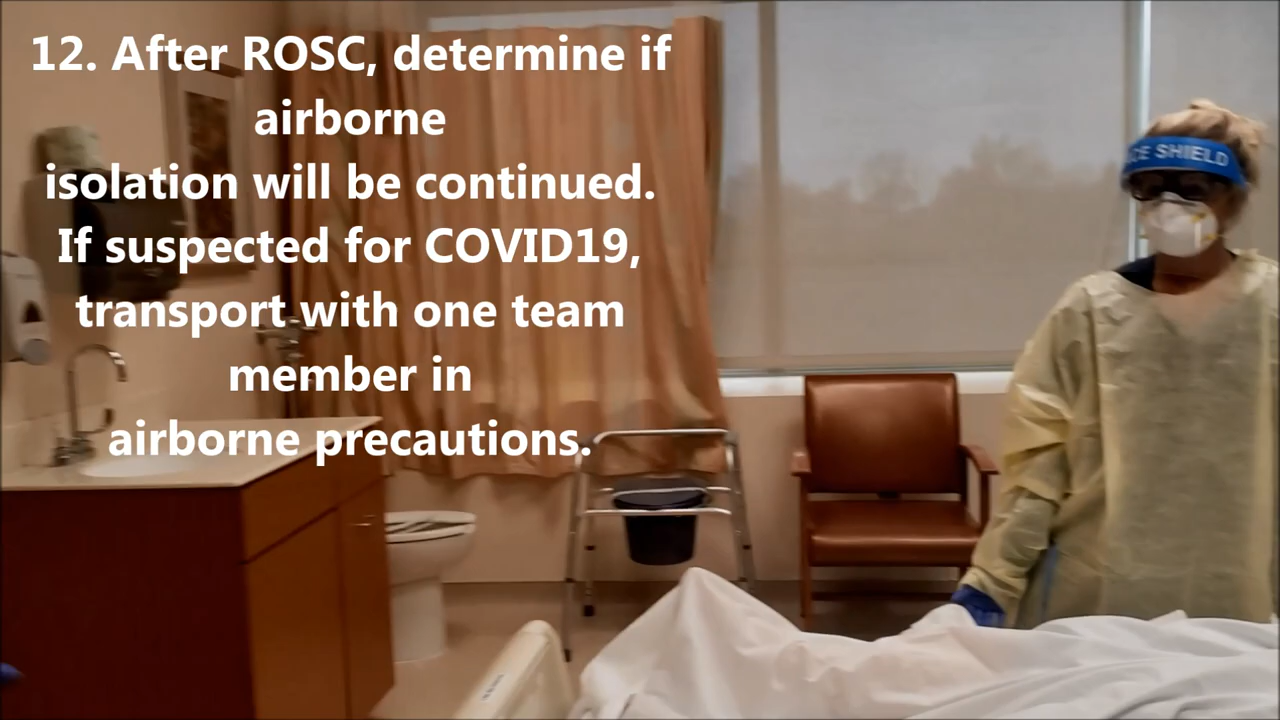 12. After ROSC, determine if
airborne
isolation will be continued.
If suspected for COVID19,
transport with one team
member in
airborne precautions.
CE SHIELD